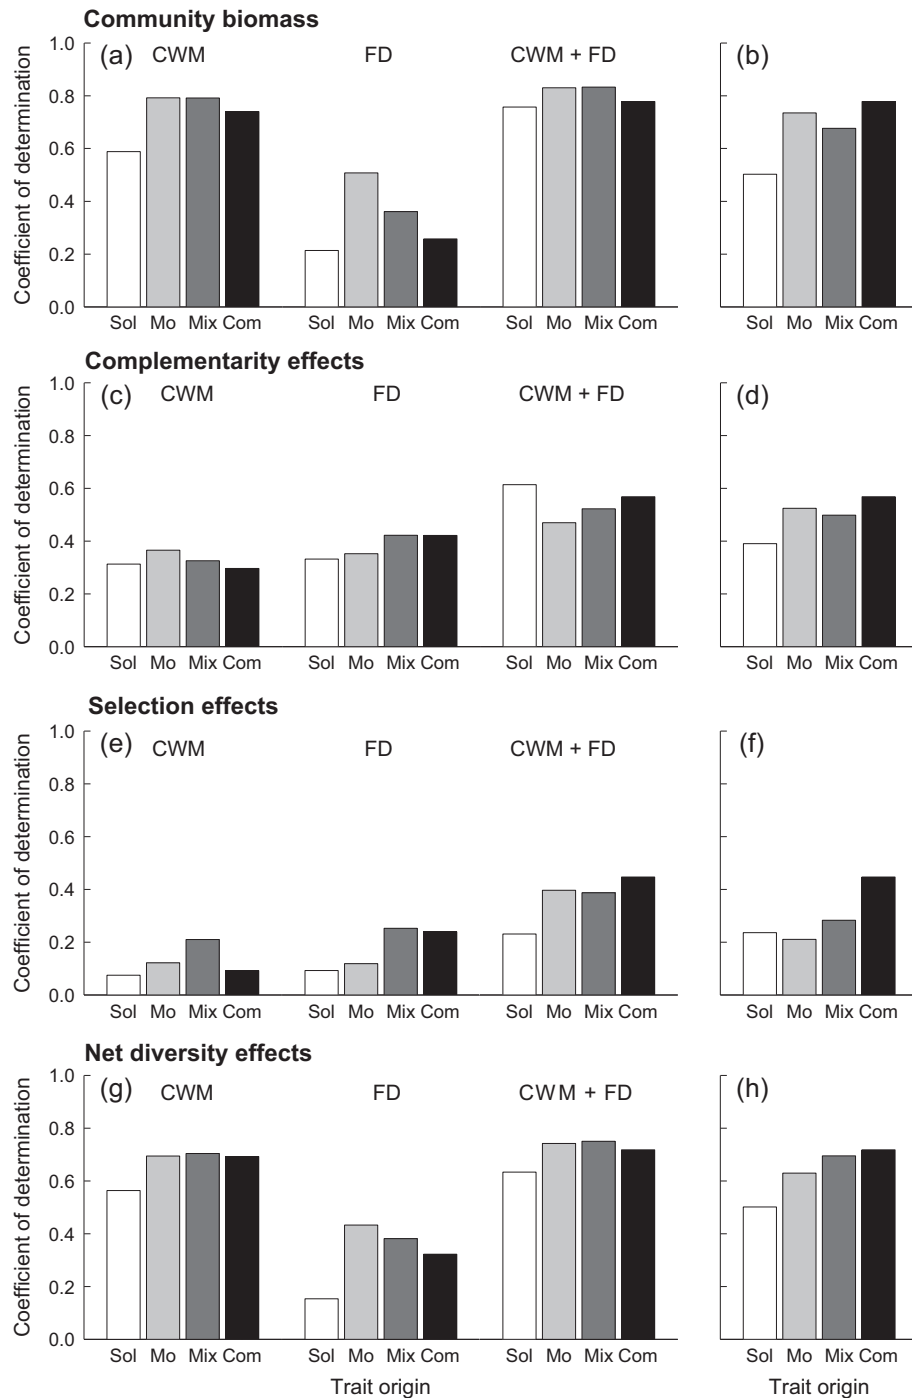 Community biomass
(a) CWM FD CWM + FD (b)
Coefficient of determination
1.0
0.8
0.6
0.4
0.2
0.0
Sol Mo Mix Com Sol Mo Mix Com Sol Mo Mix Com Sol Mo Mix Com
Complementarity effects
(c) CWM FD CWM + FD (d)
Coefficient of determination
1.0
0.8
0.6
0.4
0.2
0.0
Sol Mo Mix Com Sol Mo Mix Com Sol Mo Mix Com Sol Mo Mix Com
Selection effects
(e) CWM FD CWM + FD (f)
Coefficient of determination
1.0
0.8
0.6
0.4
0.2
0.0
Sol Mo Mix Com Sol Mo Mix Com Sol Mo Mix Com Sol Mo Mix Com
Net diversity effects
(g) CWM FD CWM + FD (h)
Coefficient of determination
1.0
0.8
0.6
0.4
0.2
0.0
Sol Mo Mix Com Sol Mo Mix Com Sol Mo Mix Com Sol Mo Mix Com
Trait origin Trait origin